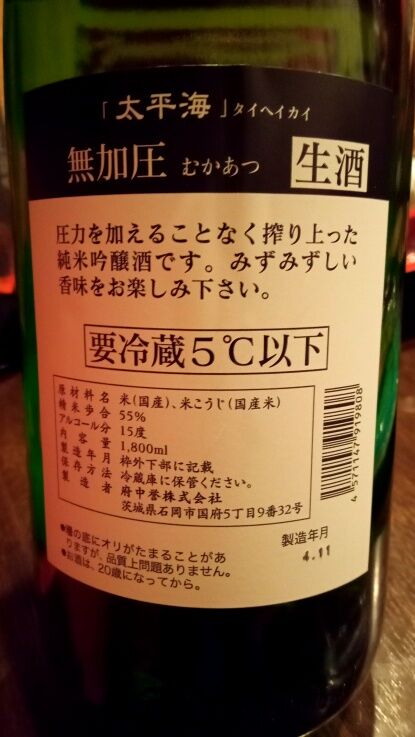 「太平海」タイヘイカイ
無加圧 むかあつ 生酒
圧力を加えることなく搾り上った
純米吟醸酒です。みずみずしい
香味をお楽しみ下さい。
要冷蔵5℃以下
原材料名 米(国産)、米こうじ(国産米)
精米歩合 55%
アルコール分 15度
内容量 1,800ml
製造年月 枠外下部に記載
保存方法 冷蔵庫に保管ください。
製造者 府中誉株式会社
茨城県石岡市国府5丁目9番32号
4 571147 919808
●罎の底にオリがたまることがあ
りますが、品質上問題ありません。
●お酒は、20歳になってから。
製造年月
4.11